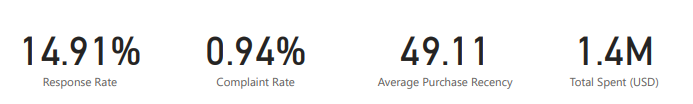 14.91% 0.94% 49.11 1.4M
Response Rate Complaint Rate Average Purchase Recency Total Spent (USD)